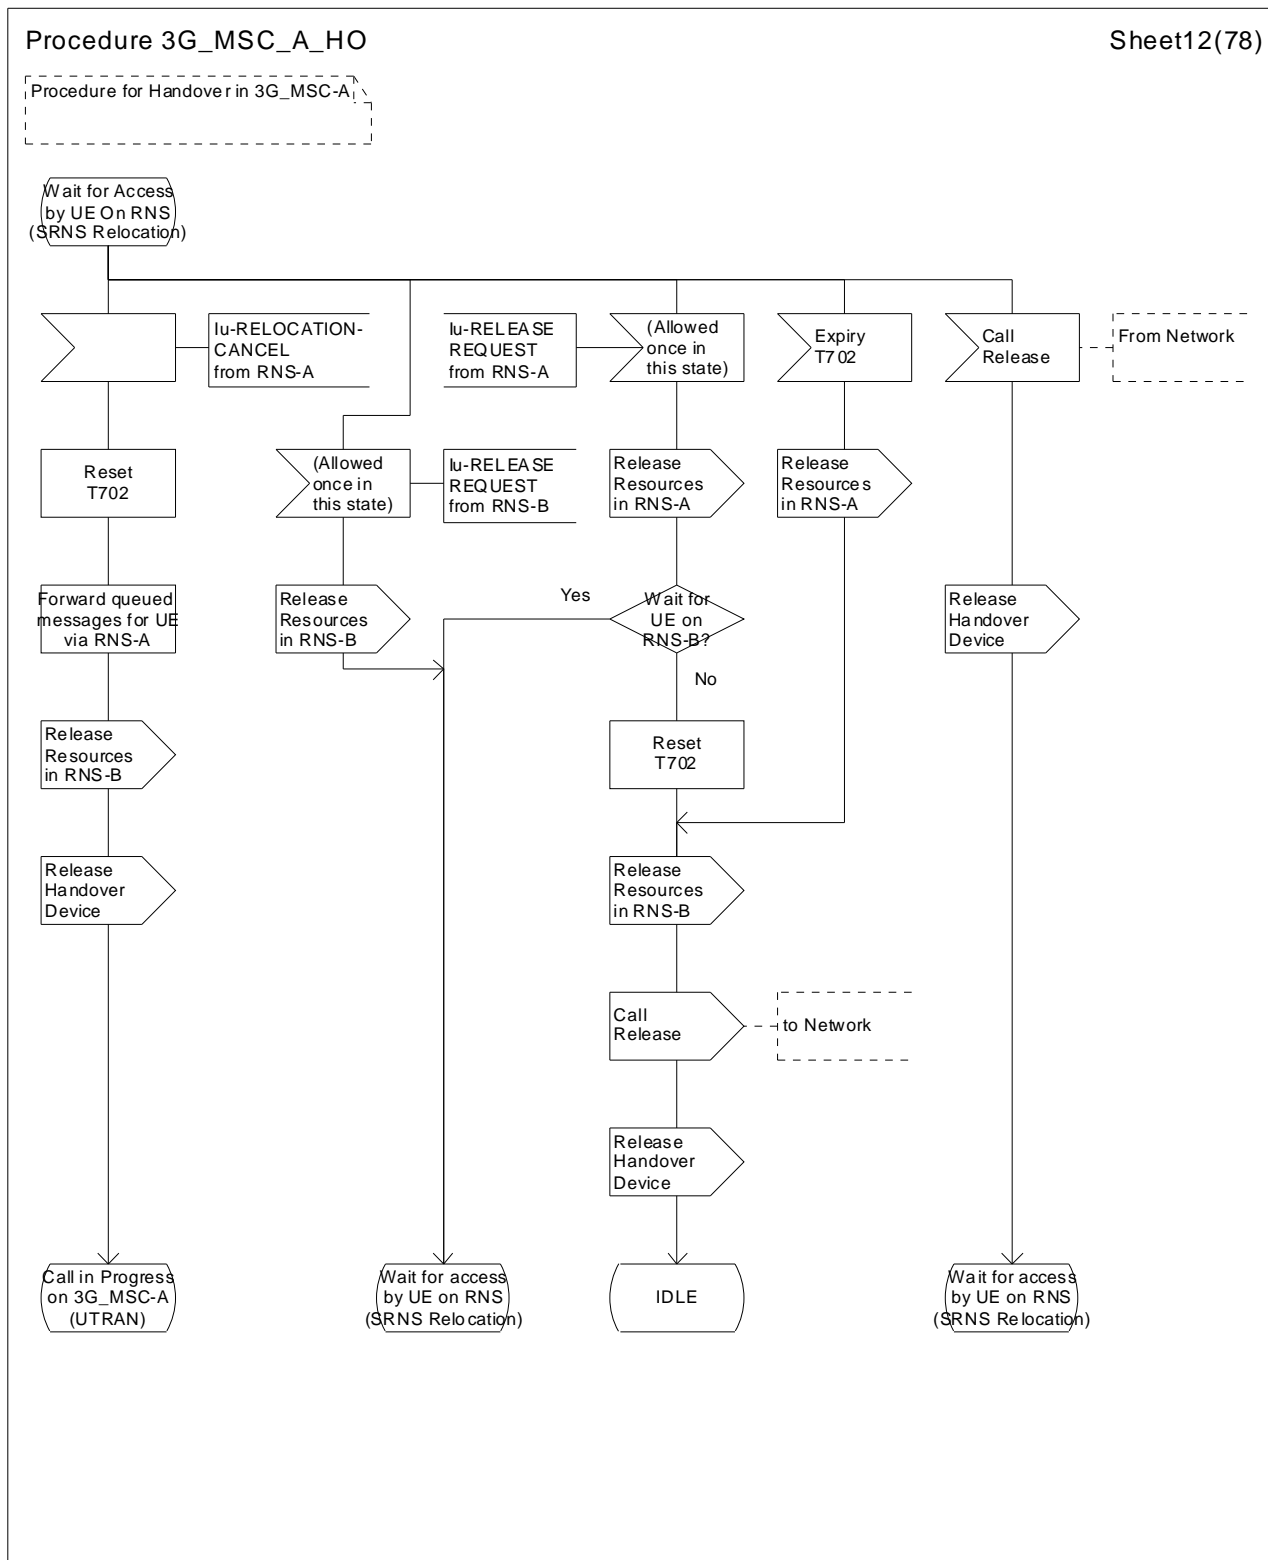 Procedure 3G_MSC_A_HO
Sheet12(78)
Procedure for Handover in 3G_MSC-A
Wait for Access
by UE On RNS
(SRNS Relocation)
Iu-RELOCATION-
CANCEL
from RNS-A
Iu-RELEASE
REQUEST
from RNS-A
(Allowed
once in
this state)
Expiry
T702
Call
Release
From Network
Reset
T702
(Allowed
once in
this state)
Iu-RELEASE
REQUEST
from RNS-B
Release
Resources
in RNS-A
Release
Resources
in RNS-A
Forward queued
messages for UE
via RNS-A
Release
Resources
in RNS-B
Yes
Wait for
UE on
RNS-B?
No
Release
Handover
Device
Release
Resources
in RNS-B
Reset
T702
Release
Handover
Device
Release
Resources
in RNS-B
Call
Release
to Network
Release
Handover
Device
Call in Progress
on 3G_MSC-A
(UTRAN)
Wait for access
by UE on RNS
(SRNS Relocation)
IDLE
Wait for access
by UE on RNS
(SRNS Relocation)